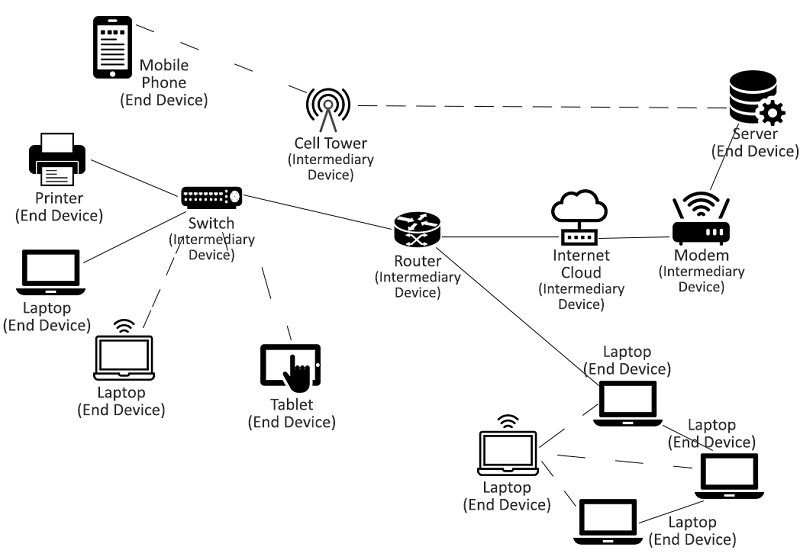 Mobile
Phone
(End Device)
Cell Tower
(Intermediary
Device)
Server
(End Device)
Printer
(End Device)
Switch
(Intermediary
Device)
Router
(Intermediary
Device)
Internet
Cloud
(Intermediary
Device)
Modem
(Intermediary
Device)
Laptop
(End Device)
Laptop
(End Device)
Tablet
(End Device)
Laptop
(End Device)
Laptop
(End Device)
Laptop
(End Device)
Laptop
(End Device)